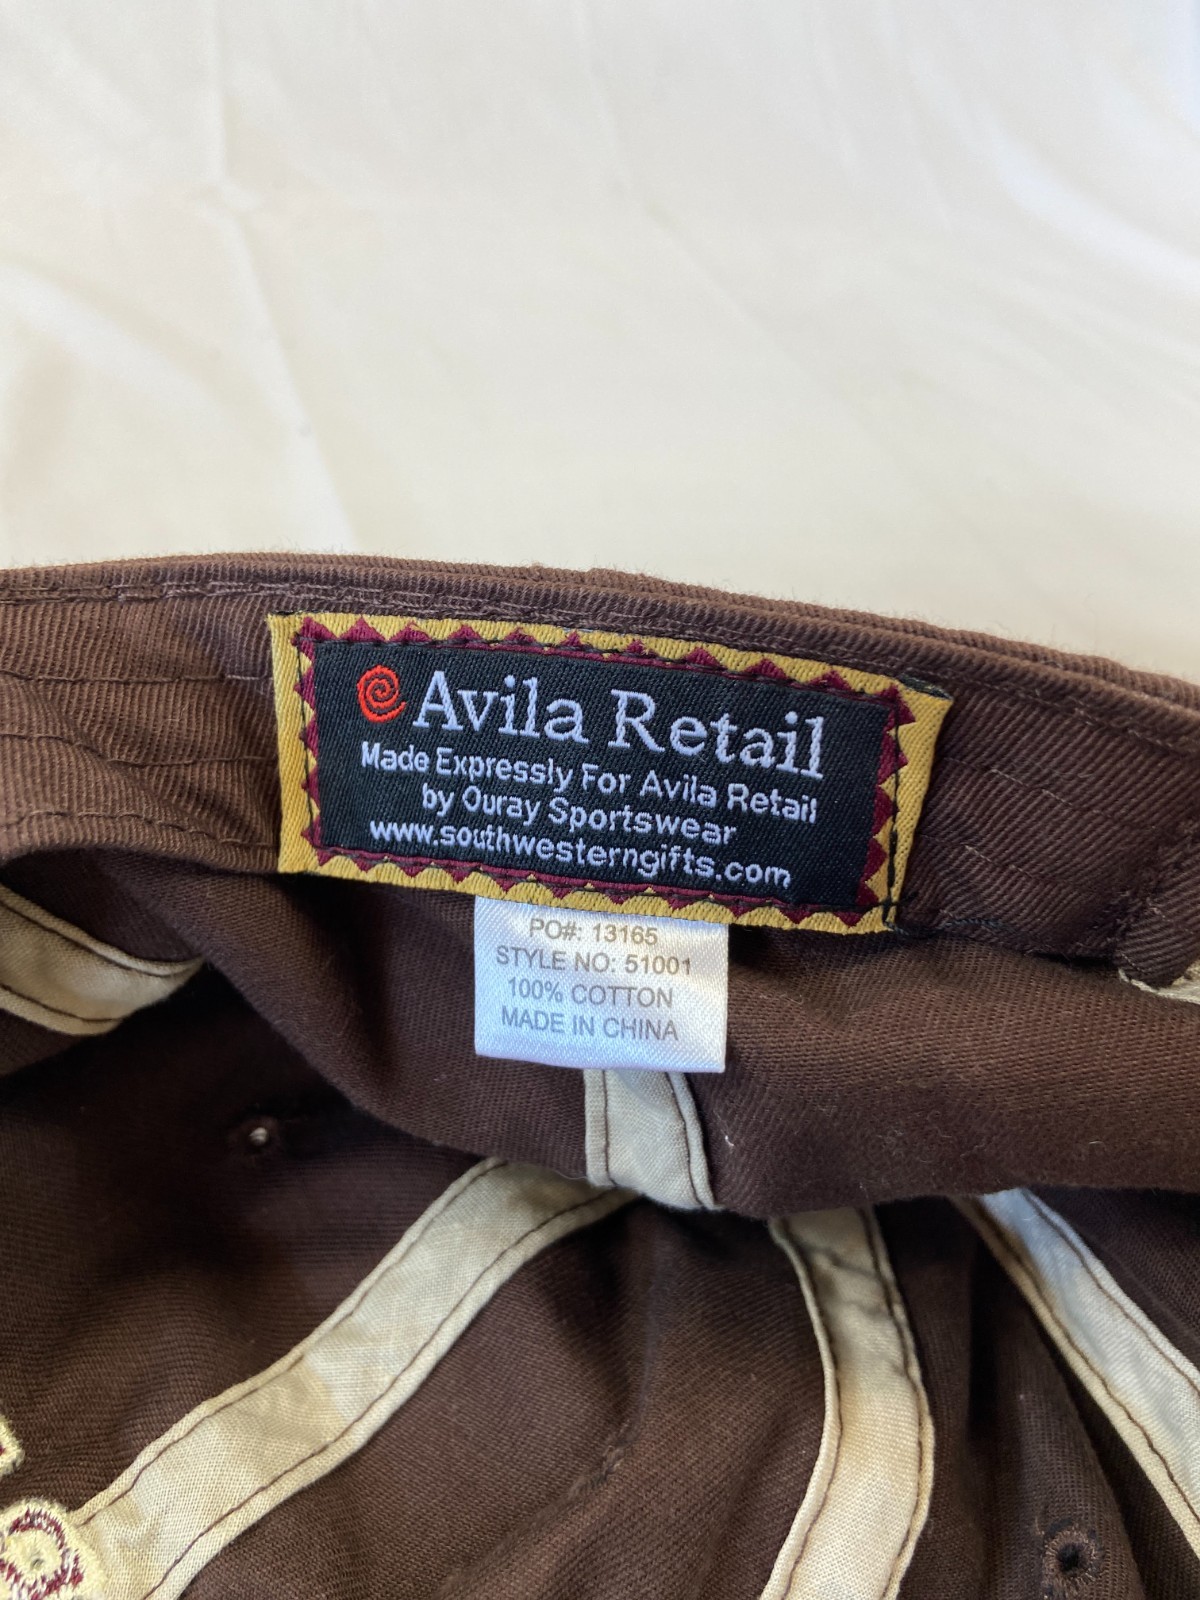 Avila Retail
Made Expressly For Avila Retail
by Ouray Sportswear
www.southwesterngifts.com
PO#: 13165
STYLE NO: 51001
100% COTTON
MADE IN CHINA